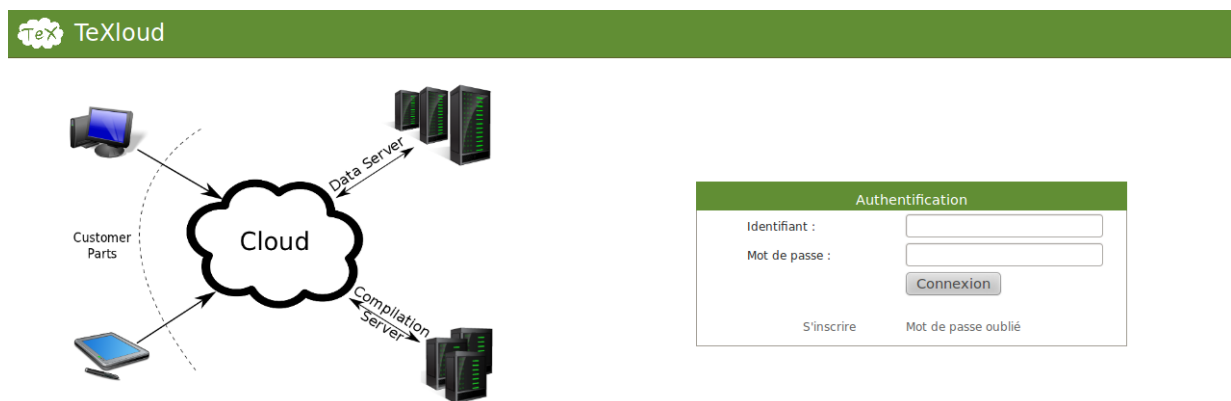 TeX TeXloud
Data Server
Customer
Parts
Cloud
Compilation
Server
Authentification
Identifiant :
Mot de passe :
Connexion
S'inscrire Mot de passe oublié